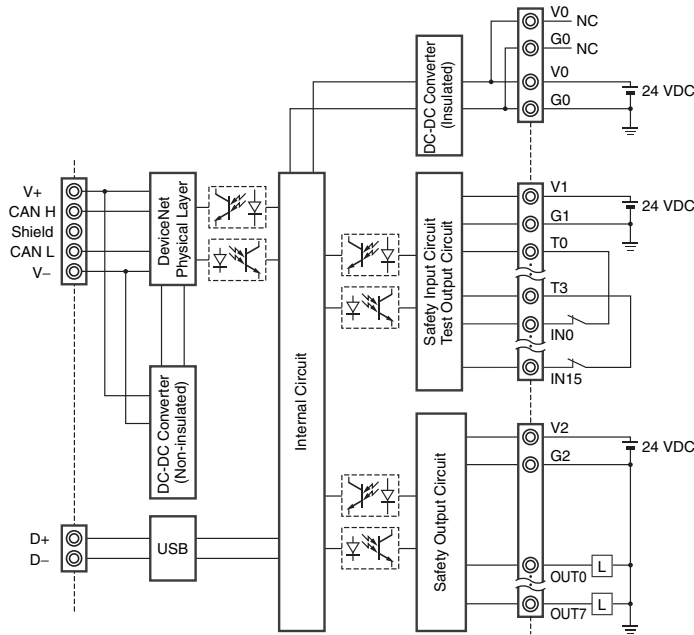 V0
NC
G0
NC
V0
24 VDC
G0
DC-DC Converter
(Insulated)
V+
CAN H
Shield
CAN L
V–
DeviceNet
Physical Layer
DC-DC Converter
(Non-insulated)
D+
D–
USB
Internal Circuit
Safety Input Circuit
Test Output Circuit
V1
24 VDC
G1
T0
T3
IN0
IN15
Safety Output Circuit
V2
24 VDC
G2
OUT0
L
OUT7
L